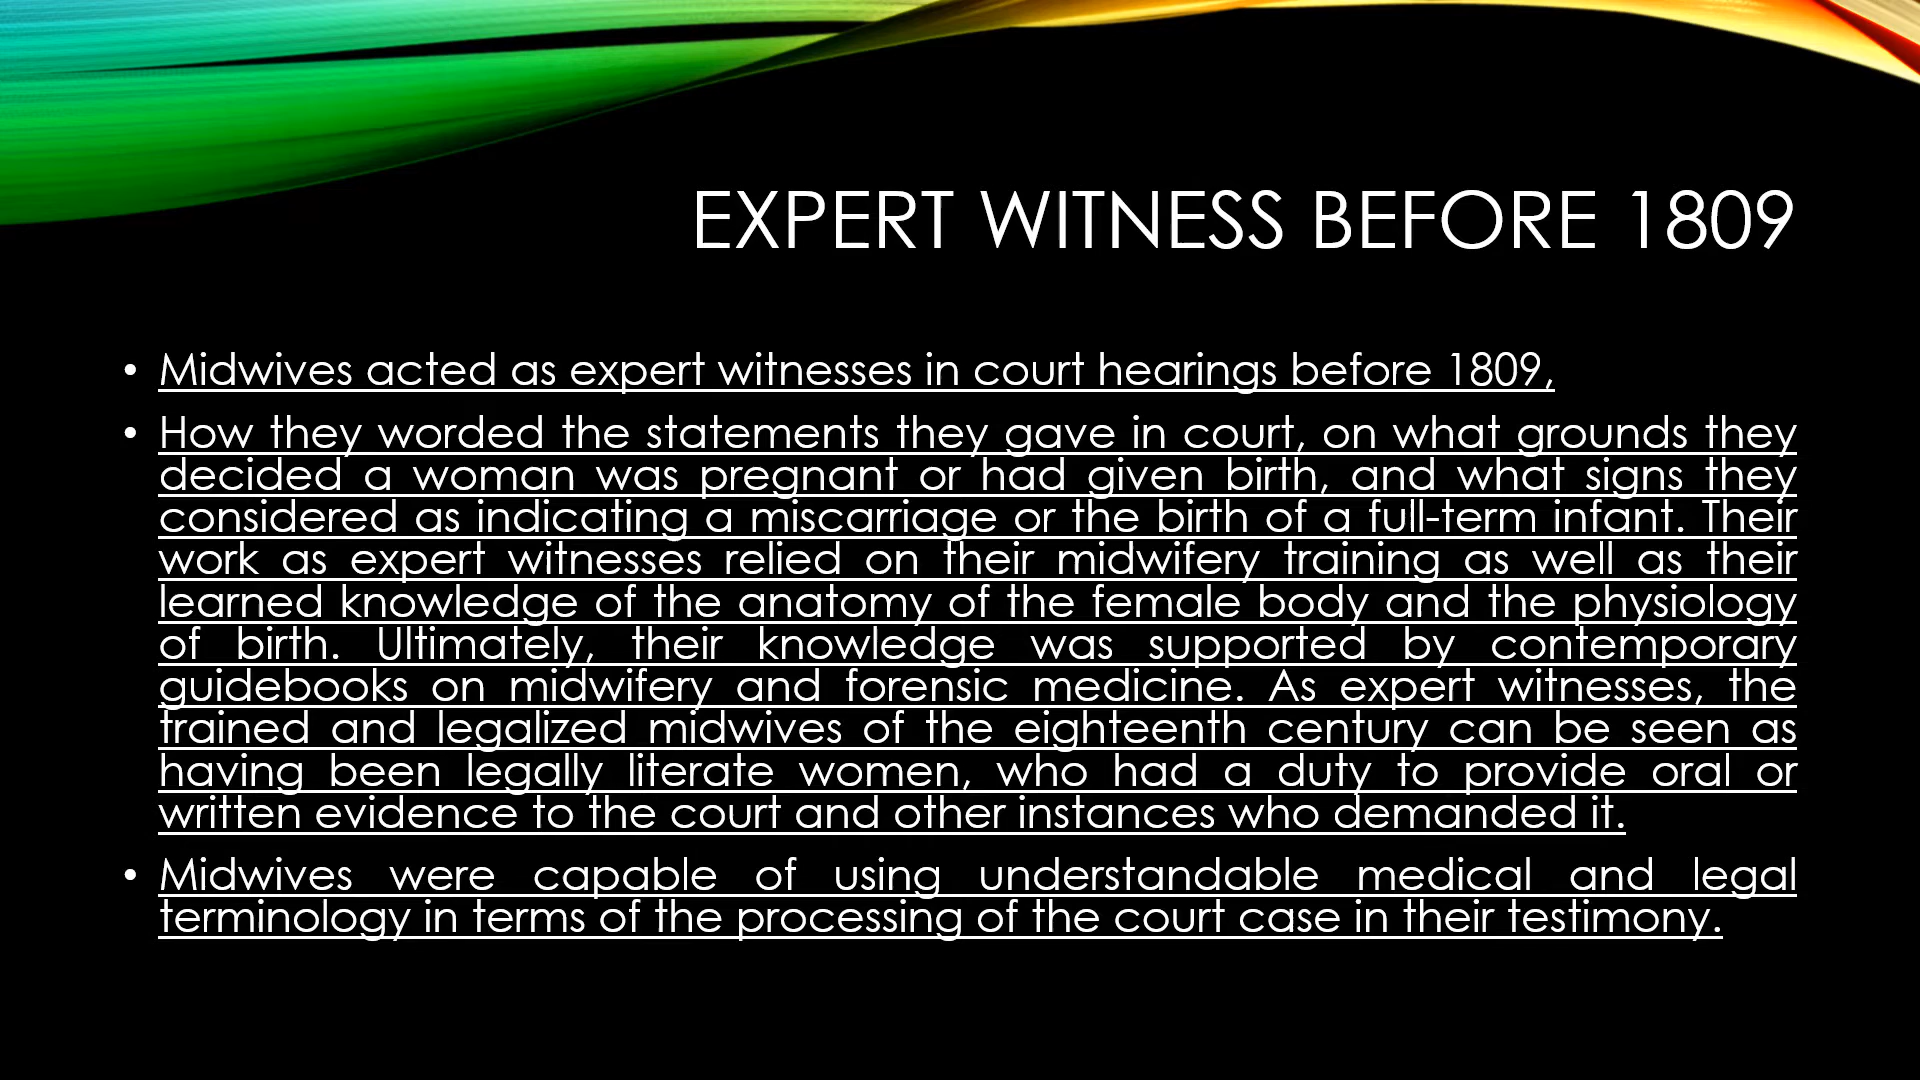 EXPERT WITNESS BEFORE 1809
• Midwives acted as expert witnesses in court hearings before 1809,
• How they worded the statements they gave in court, on what grounds they
decided a woman was pregnant or had given birth, and what signs they
considered as indicating a miscarriage or the birth of a full-term infant. Their
work as expert witnesses relied on their midwifery training as well as their
learned knowledge of the anatomy of the female body and the physiology
of birth. Ultimately, their knowledge was supported by contemporary
guidebooks on midwifery and forensic medicine. As expert witnesses, the
trained and legalized midwives of the eighteenth century can be seen as
having been legally literate women, who had a duty to provide oral or
written evidence to the court and other instances who demanded it.
• Midwives were capable of using understandable medical and legal
terminology in terms of the processing of the court case in their testimony.